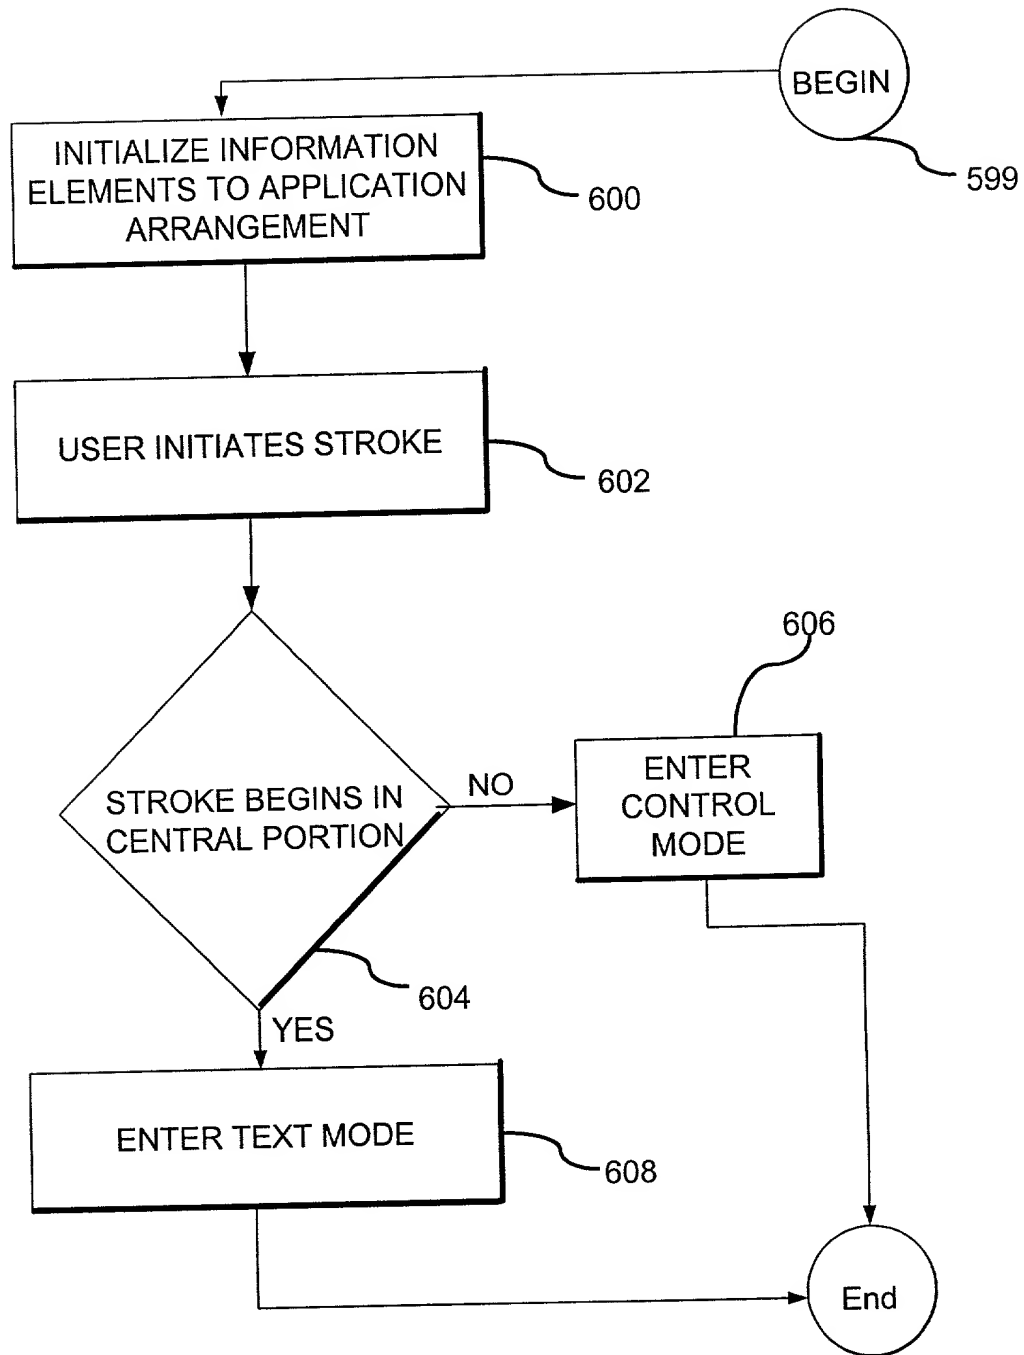 BEGIN
599
INITIALIZE INFORMATION
ELEMENTS TO APPLICATION
ARRANGEMENT
600
USER INITIATES STROKE
602
STROKE BEGINS IN
CENTRAL PORTION
604
NO
606
ENTER
CONTROL
MODE
YES
ENTER TEXT MODE
608
End